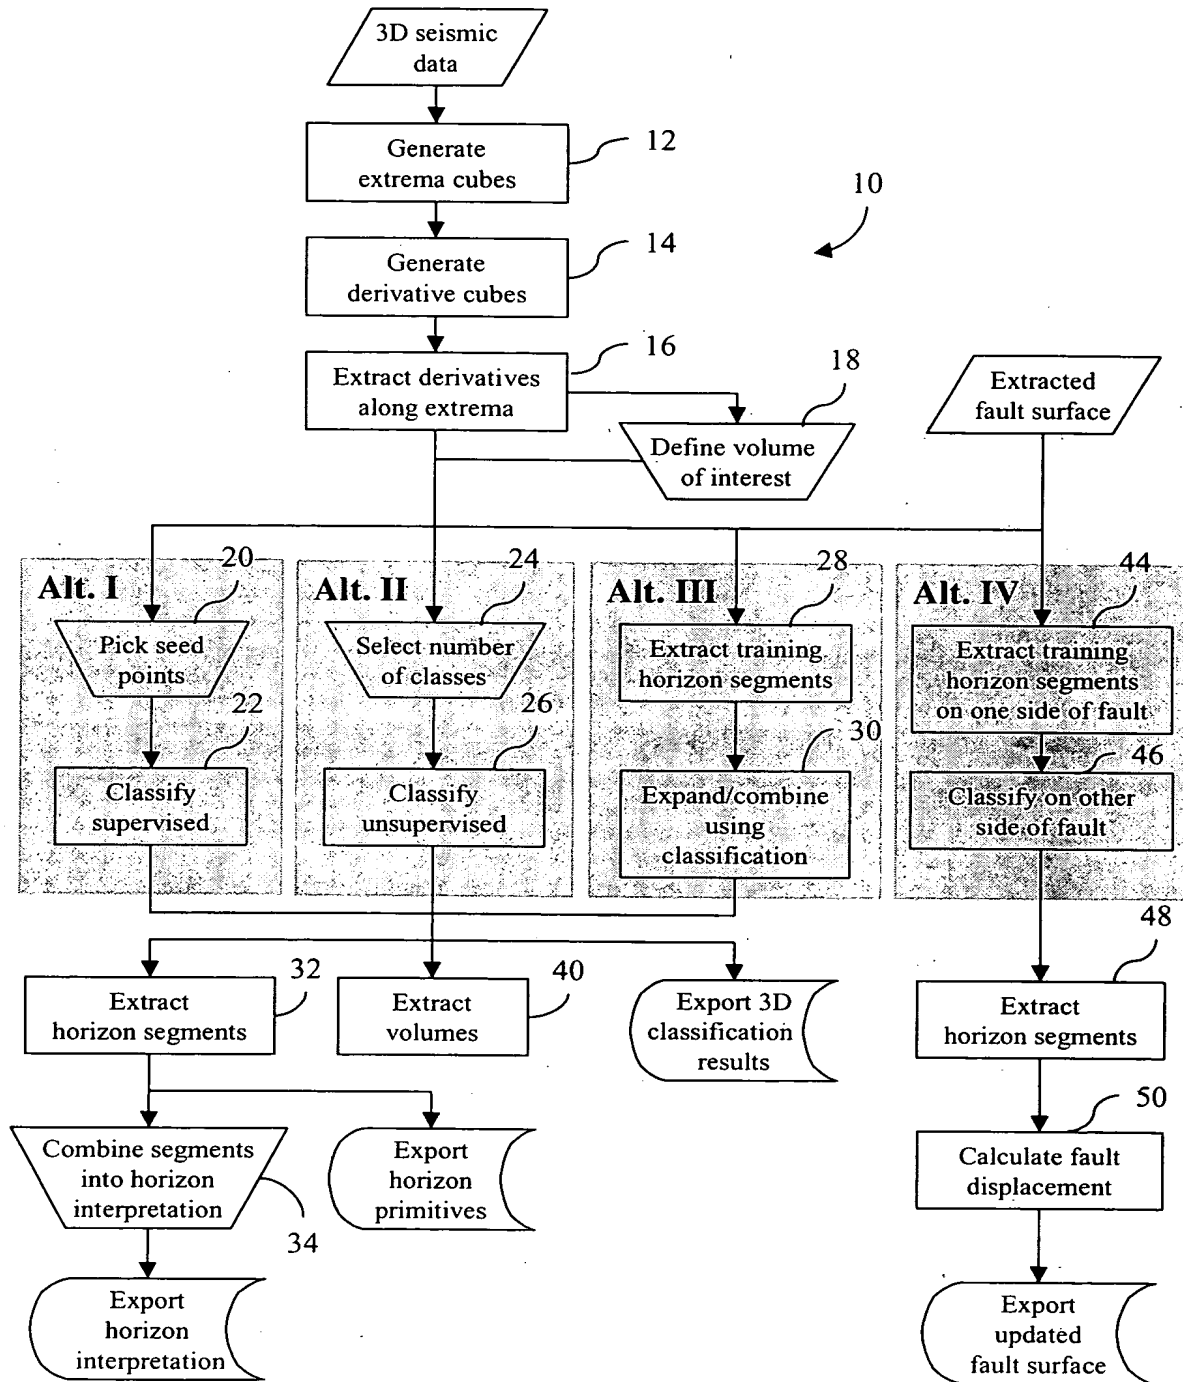 3D seismic
data
12
Generate
extrema cubes
10
14
Generate
derivative cubes
16
18
Extract derivatives
along extrema
Extracted
fault surface
Define volume
of interest
20
24
28
44
Alt. I
Alt. II
Alt. III
Alt. IV
Pick seed
points
Select number
of classes
Extract training
horizon segments
Extract training
horizon segments
on one side of fault
22
26
30
46
Classify
supervised
Classify
unsupervised
Expand/combine
using
classification
Classify on other
side of fault
32
40
48
Extract
horizon segments
Extract
volumes
Export 3D
classification
results
Extract
horizon segments
50
Combine segments
into horizon
interpretation
Export
horizon
primitives
Calculate fault
displacement
34
Export
horizon
interpretation
Export
updated
fault surface